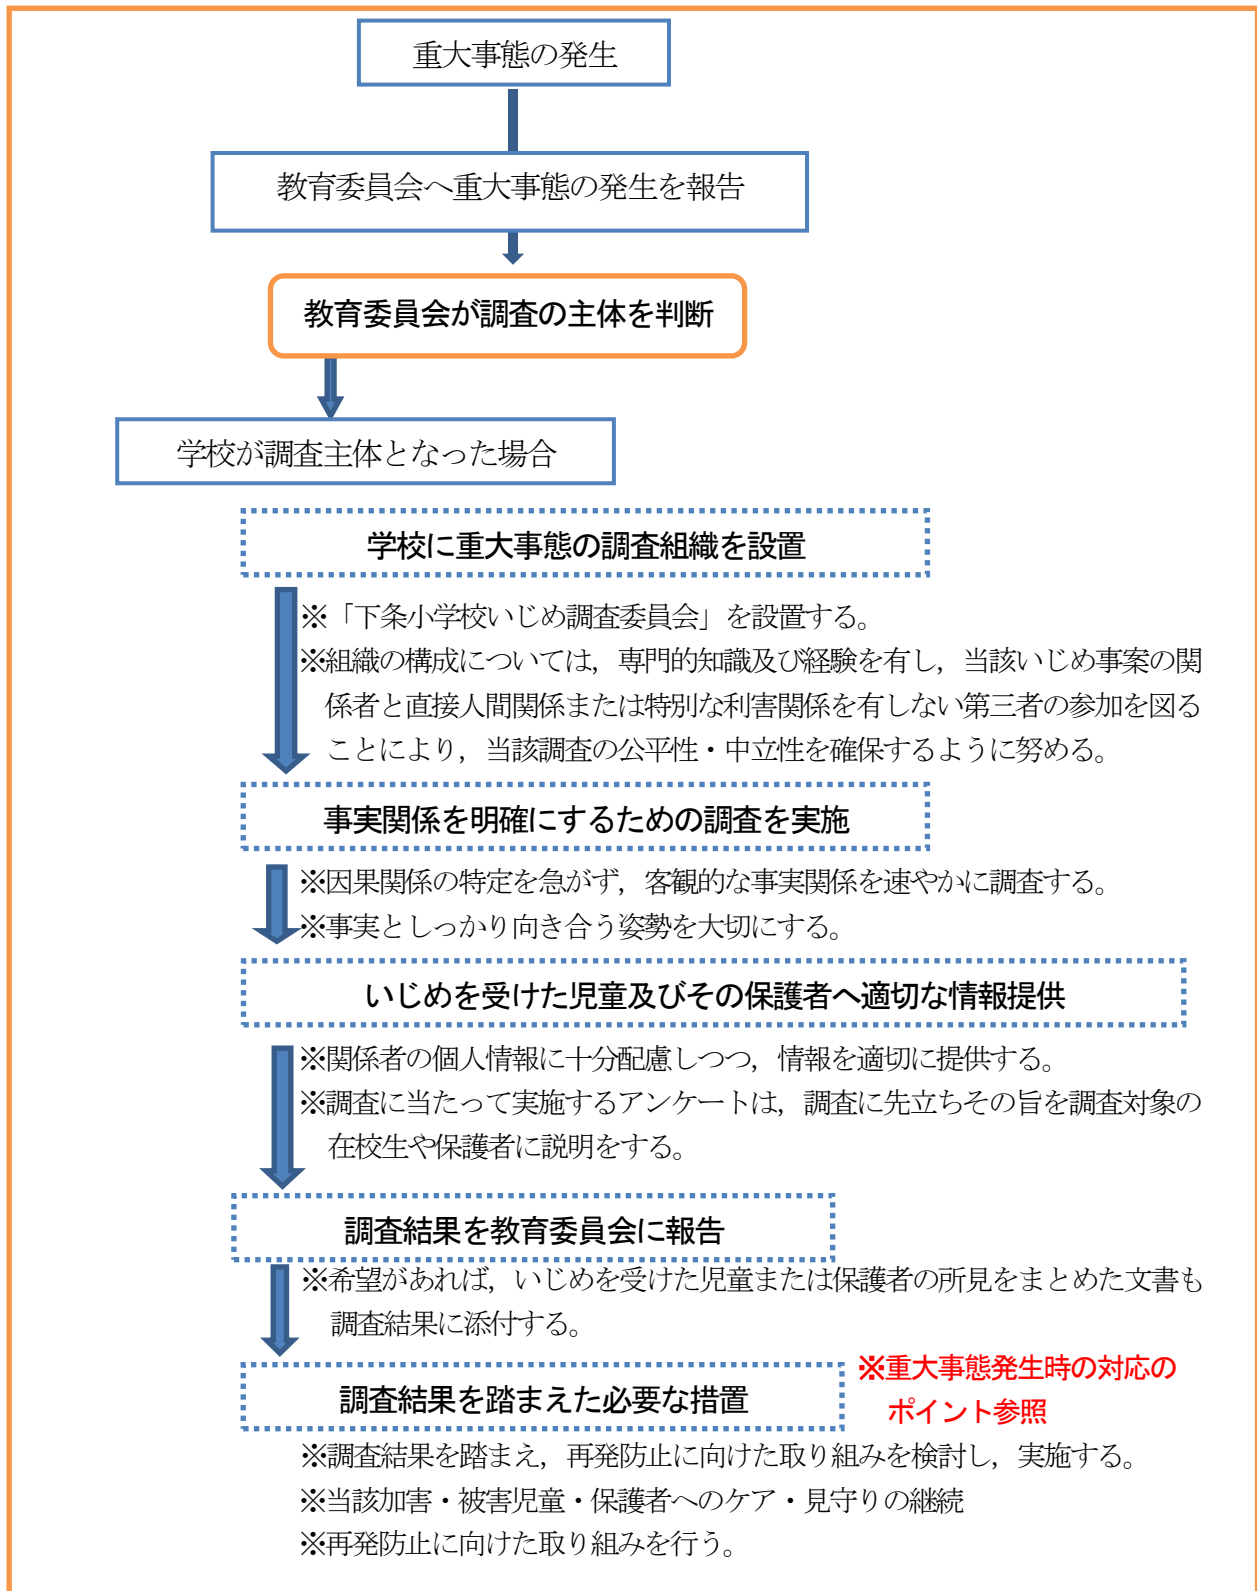 重大事態の発生
教育委員会へ重大事態の発生を報告
教育委員会が調査の主体を判断
学校が調査主体となった場合
学校に重大事態の調査組織を設置
※「下条小学校いじめ調査委員会」を設置する。
※組織の構成については，専門的知識及び経験を有し，当該いじめ事案の関
係者と直接人間関係または特別な利害関係を有しない第三者の参加を図る
ことにより，当該調査の公平性・中立性を確保するように努める。
事実関係を明確にするための調査を実施
※因果関係の特定を急がず，客観的な事実関係を速やかに調査する。
※事実としっかり向き合う姿勢を大切にする。
いじめを受けた児童及びその保護者へ適切な情報提供
※関係者の個人情報に十分配慮しつつ，情報を適切に提供する。
※調査に当たって実施するアンケートは，調査に先立ちその旨を調査対象の
在校生や保護者に説明をする。
調査結果を教育委員会に報告
※希望があれば，いじめを受けた児童または保護者の所見をまとめた文書も
調査結果に添付する。
調査結果を踏まえた必要な措置
※重大事態発生時の対応の
ポイント参照
※調査結果を踏まえ，再発防止に向けた取り組みを検討し，実施する。
※当該加害・被害児童・保護者へのケア・見守りの継続
※再発防止に向けた取り組みを行う。